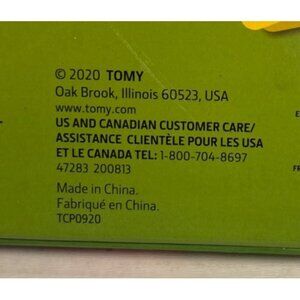 © 2020 TOMY
Oak Brook, Illinois 60523, USA
www.tomy.com
US AND CANADIAN CUSTOMER CARE/
ASSISTANCE CLIENTÈLE POUR LES USA
ET LE CANADA TEL: 1-800-704-8697
47283 200813
Made in China.
Fabriqué en China.
TCP0920